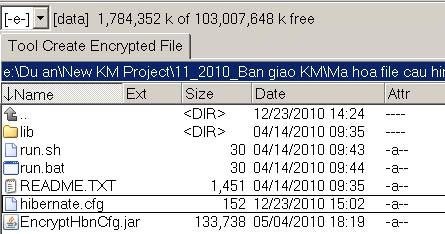 [-e-] [data] 1,784,352 k of 103,007,648 k free
Tool Create Encrypted File
e:\Du an\New KM Project\11_2010_Ban giao KM\Ma hoa file cau hin
↓Name Ext Size Date Attr
.. <DIR> 12/23/2010 14:24 ----
lib <DIR> 04/14/2010 09:35 ----
run.sh 30 04/14/2010 09:43 -a--
run.bat 30 04/14/2010 09:44 -a--
README.TXT 1,451 04/14/2010 09:35 -a--
hibernate.cfg 152 12/23/2010 15:02 -a--
EncryptHbnCfg.jar 133,738 05/04/2010 18:19 -a--